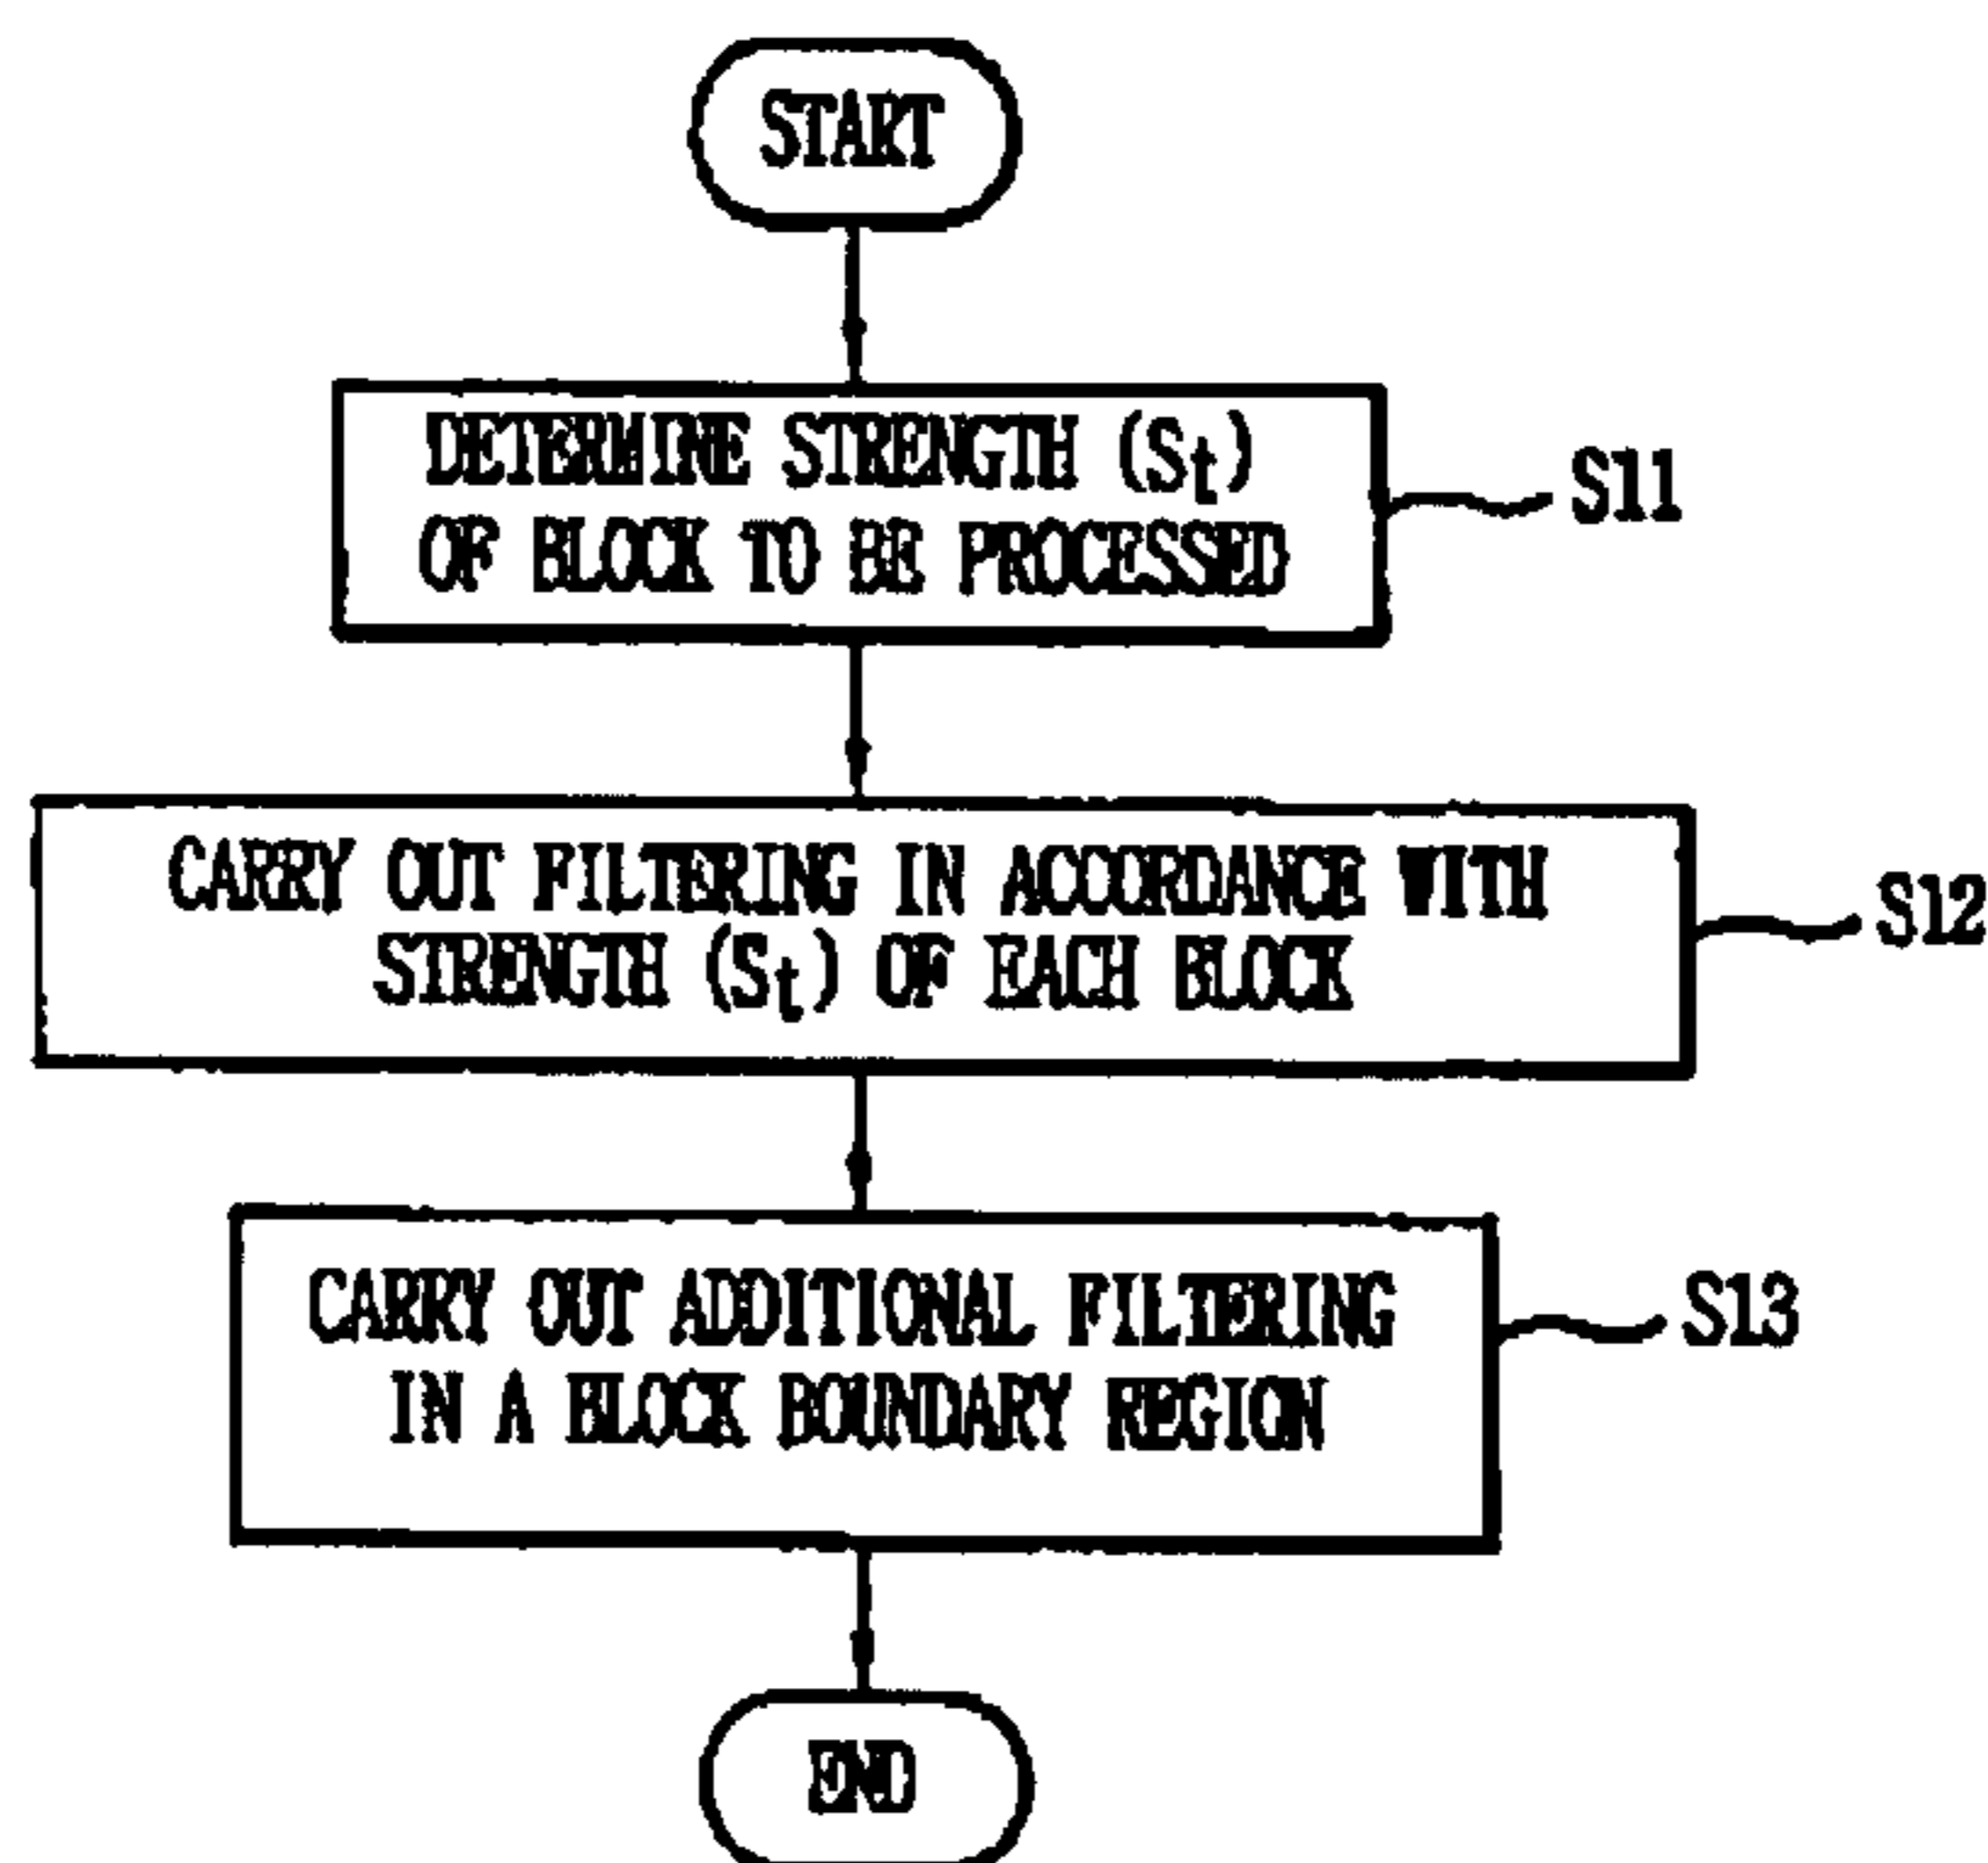 START
DETERMINE STRENGTH (St)
OF BLOCK TO BE PROCESSED
S11
CARRY OUT FILTERING IN ACCORDANCE WITH
STRENGTH (St) OF EACH BLOCK
S12
CARRY OUT ADDITIONAL FILTERING
IN A BLOCK BOUNDARY REGION
S13
END